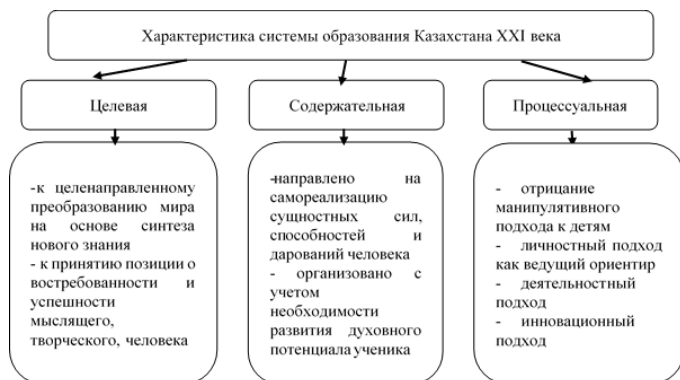 Характеристика системы образования Казахстана XXI века
Целевая
Содержательная
Процессуальная
-к целенаправленному
преобразованию мира
на основе синтеза
нового знания
- к принятию позиции о
востребованности и
успешности
мыслящего,
творческого, человека
-направлено на
самореализацию
сущностных сил,
способностей и
дарований человека
- организовано с
учетом
необходимости
развития духовного
потенциала ученика
- отрицание
манипулятивного
подхода к детям
- личностный подход
как ведущий ориентир
- деятельностный
подход
- инновационный
подход